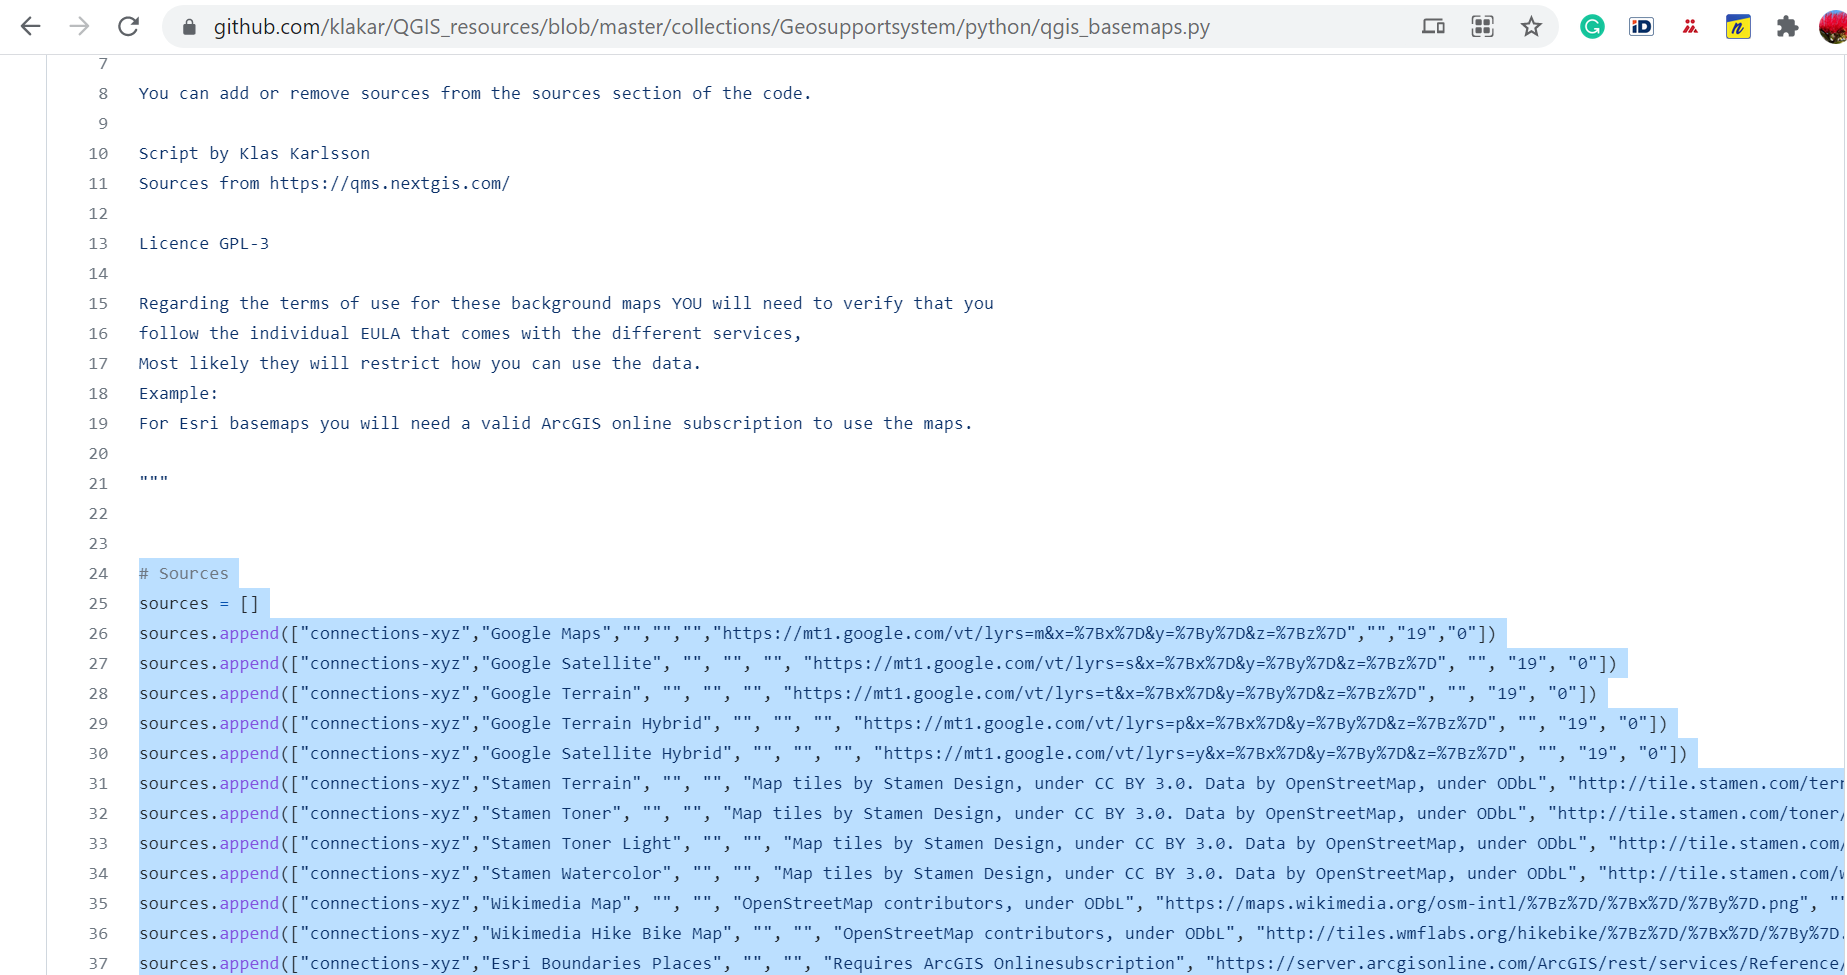 github.com/klakar/QGIS_resources/blob/master/collections/Geosupportsystem/python/qgis_basemaps.py
7
8 You can add or remove sources from the sources section of the code.
9
10 Script by Klas Karlsson
11 Sources from https://qms.nextgis.com/
12
13 Licence GPL-3
14
15 Regarding the terms of use for these background maps YOU will need to verify that you
16 follow the individual EULA that comes with the different services,
17 Most likely they will restrict how you can use the data.
18 Example:
19 For Esri basemaps you will need a valid ArcGIS online subscription to use the maps.
20
21 """
22
23
24 # Sources
25 sources = []
26 sources.append(["connections-xyz","Google Maps","","","","https://mt1.google.com/vt/lyrs=m&x=%7Bx%7D&y=%7By%7D&z=%7Bz%7D","","19","0"])
27 sources.append(["connections-xyz","Google Satellite", "", "", "", "https://mt1.google.com/vt/lyrs=s&x=%7Bx%7D&y=%7By%7D&z=%7Bz%7D", "", "19", "0"])
28 sources.append(["connections-xyz","Google Terrain", "", "", "", "https://mt1.google.com/vt/lyrs=t&x=%7Bx%7D&y=%7By%7D&z=%7Bz%7D", "", "19", "0"])
29 sources.append(["connections-xyz","Google Terrain Hybrid", "", "", "", "https://mt1.google.com/vt/lyrs=p&x=%7Bx%7D&y=%7By%7D&z=%7Bz%7D", "", "19", "0"])
30 sources.append(["connections-xyz","Google Satellite Hybrid", "", "", "", "https://mt1.google.com/vt/lyrs=y&x=%7Bx%7D&y=%7By%7D&z=%7Bz%7D", "", "19", "0"])
31 sources.append(["connections-xyz","Stamen Terrain", "", "", "Map tiles by Stamen Design, under CC BY 3.0. Data by OpenStreetMap, under ODbL", "http://tile.stamen.com/terr
32 sources.append(["connections-xyz","Stamen Toner", "", "", "Map tiles by Stamen Design, under CC BY 3.0. Data by OpenStreetMap, under ODbL", "http://tile.stamen.com/toner/
33 sources.append(["connections-xyz","Stamen Toner Light", "", "", "Map tiles by Stamen Design, under CC BY 3.0. Data by OpenStreetMap, under ODbL", "http://tile.stamen.com/
34 sources.append(["connections-xyz","Stamen Watercolor", "", "", "Map tiles by Stamen Design, under CC BY 3.0. Data by OpenStreetMap, under ODbL", "http://tile.stamen.com/w
35 sources.append(["connections-xyz","Wikimedia Map", "", "", "OpenStreetMap contributors, under ODbL", "https://maps.wikimedia.org/osm-intl/%7Bz%7D/%7Bx%7D/%7By%7D.png", ""
36 sources.append(["connections-xyz","Wikimedia Hike Bike Map", "", "", "OpenStreetMap contributors, under ODbL", "http://tiles.wmflabs.org/hikebike/%7Bz%7D/%7Bx%7D/%7By%7D.
37 sources.append(["connections-xyz","Esri Boundaries Places", "", "", "Requires ArcGIS Onlinesubscription", "https://server.arcgisonline.com/ArcGIS/rest/services/Reference/